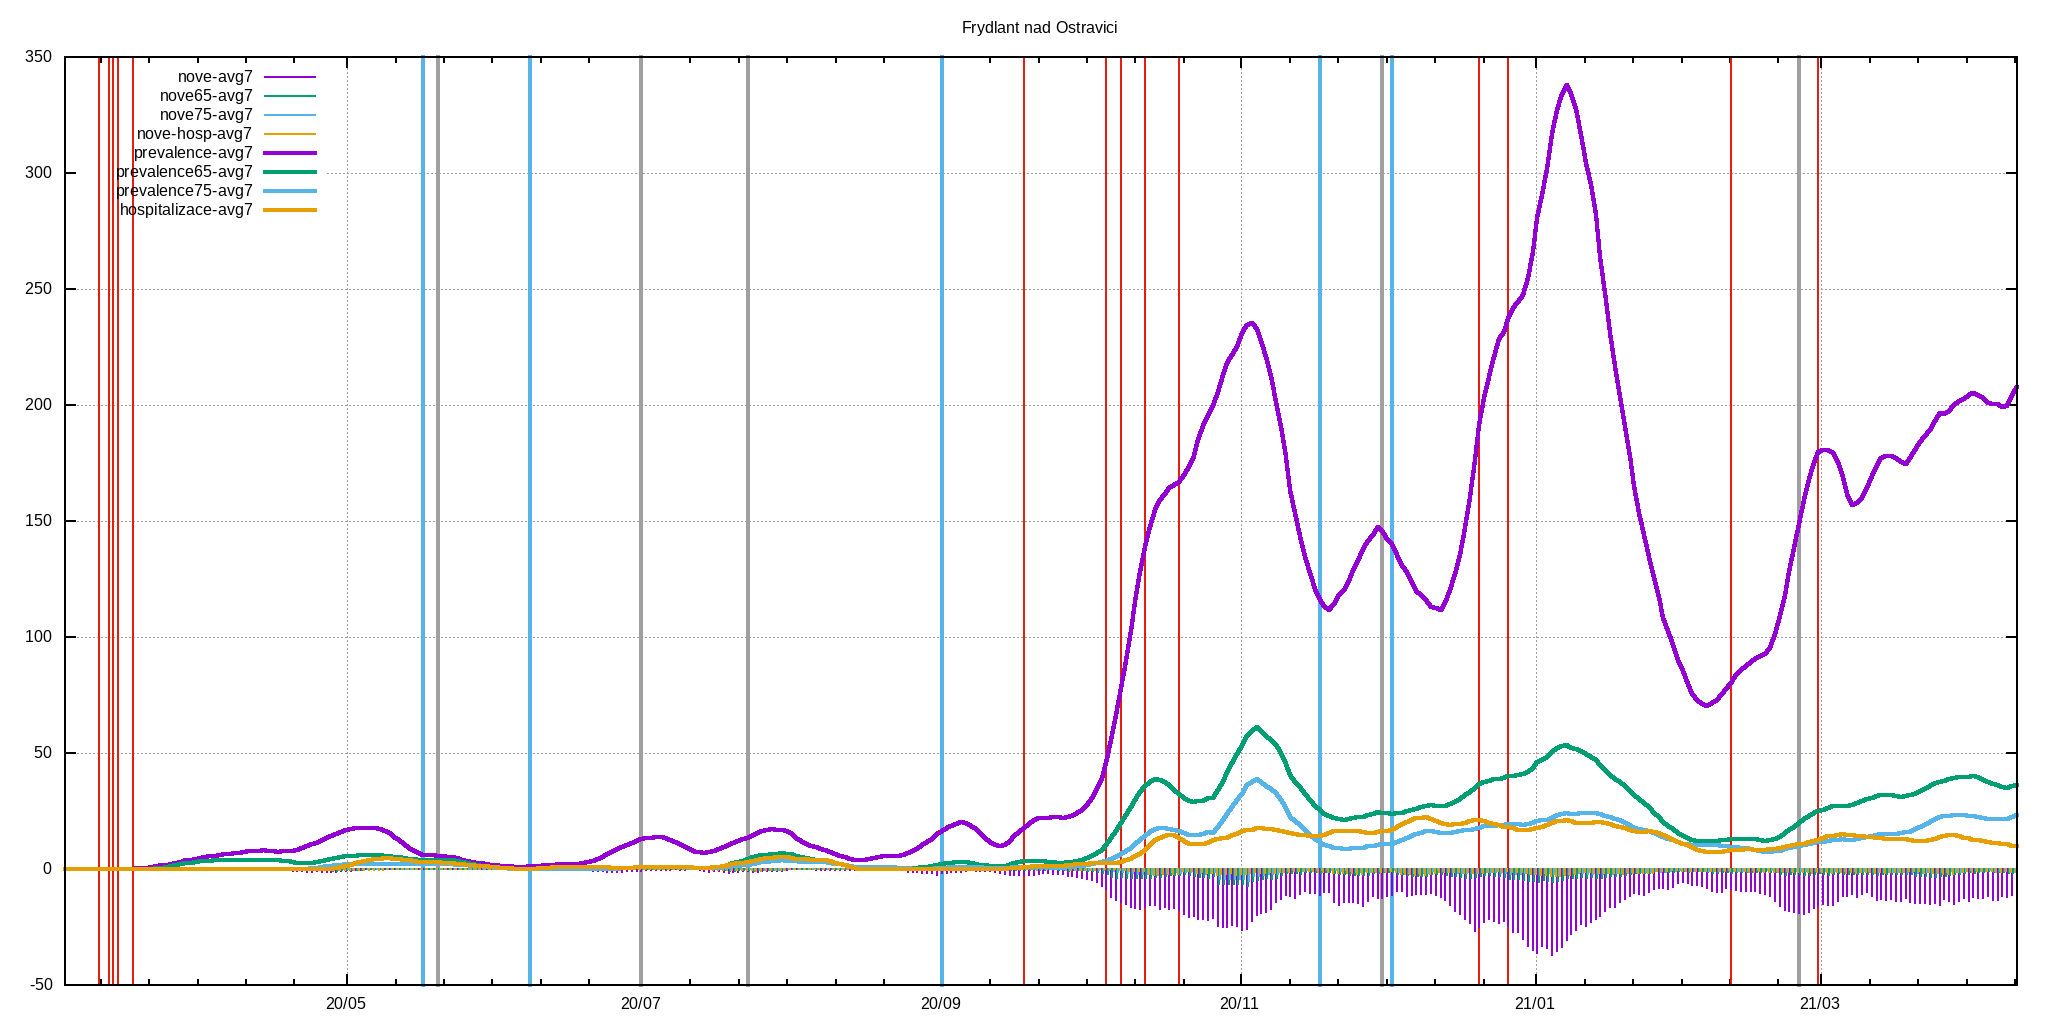 Frydlant nad Ostravici
350
300
250
200
150
100
50
0
-50
nove-avg7
nove65-avg7
nove75-avg7
nove-hosp-avg7
prevalence-avg7
prevalence65-avg7
prevalence75-avg7
hospitalizace-avg7
20/05
20/07
20/09
20/11
21/01
21/03